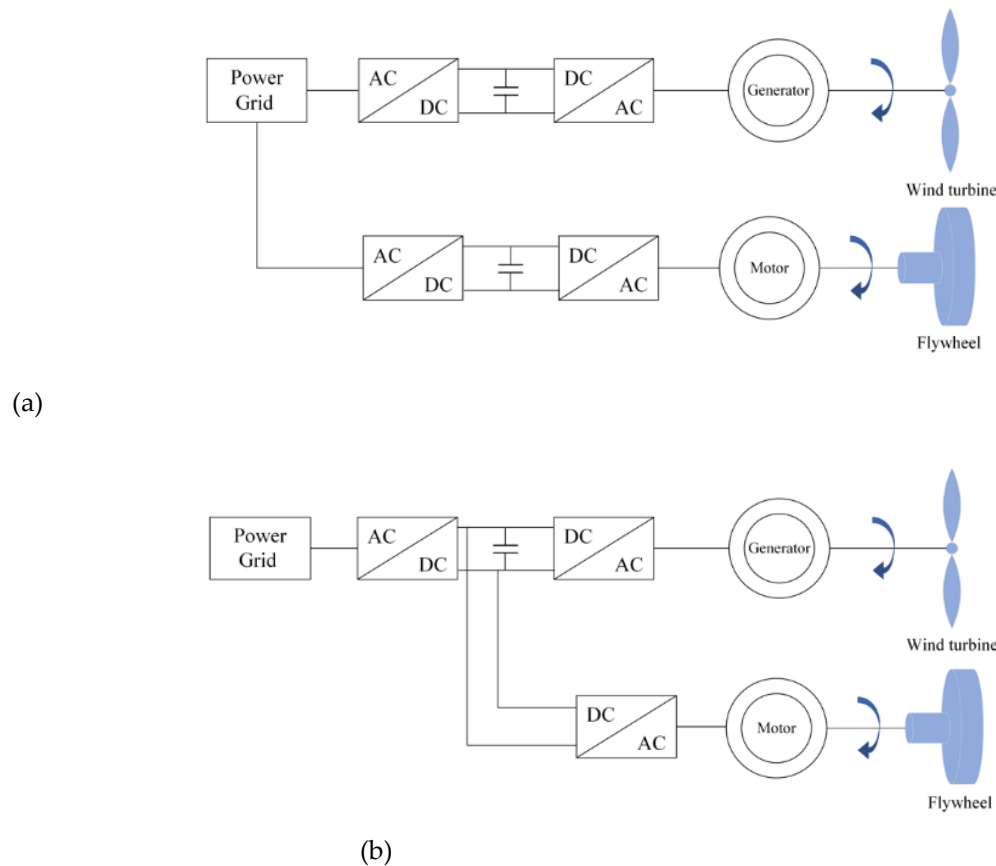 Power
Grid
AC
DC
DC
AC
Generator
Wind turbine
AC
DC
DC
AC
Motor
Flywheel
(a)
Power
Grid
AC
DC
DC
AC
Generator
Wind turbine
DC
AC
Motor
Flywheel
(b)